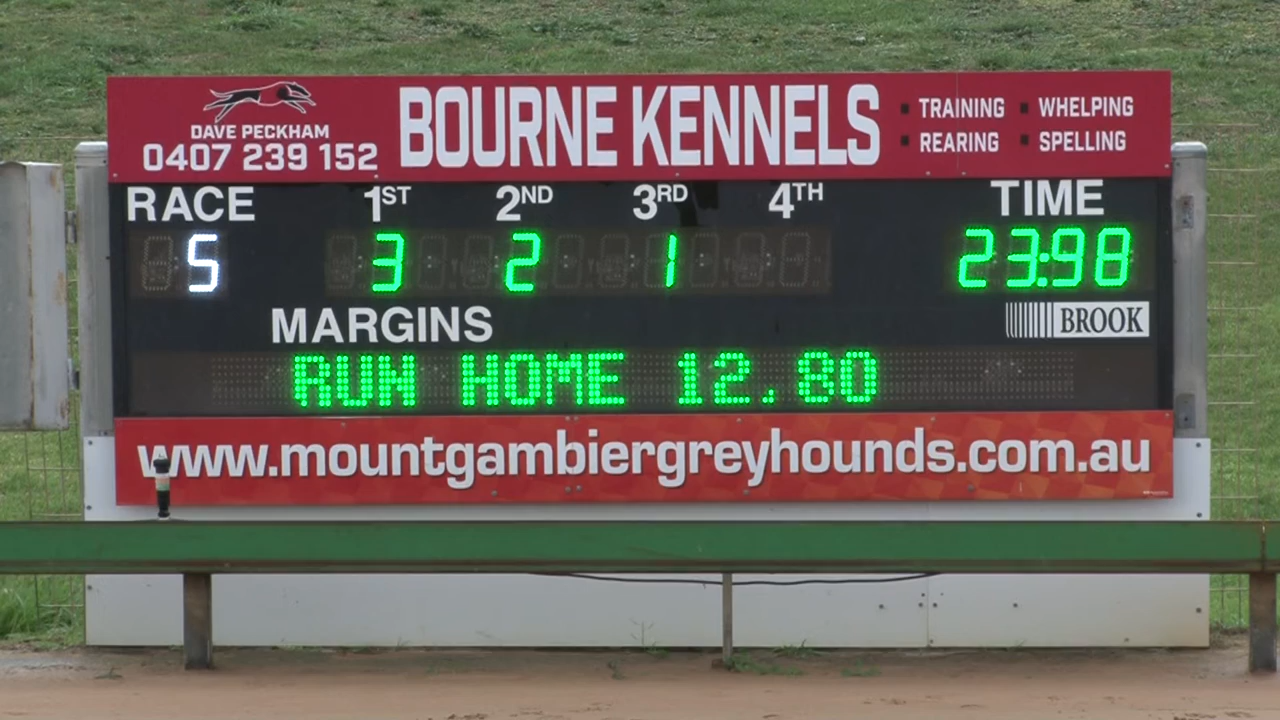 BOURNE KENNELS
DAVE PECKHAM
0407 239 152
TRAINING WHELPING
REARING SPELLING
RACE 1ST 2ND 3RD 4TH TIME
5 3 2 1 23:98
MARGINS
BROOK
RUN HOME 12.80
www.mountgambiergreyhounds.com.au